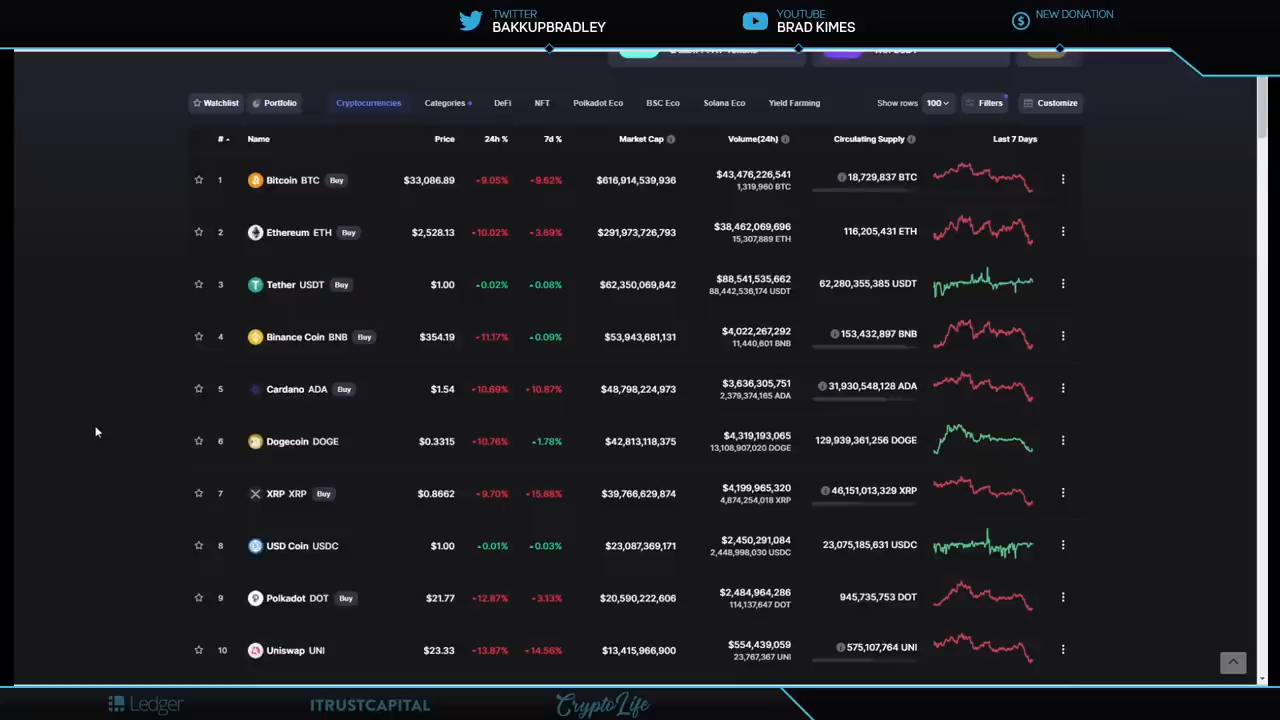 TWITTER
BAKKUPBRADLEY
YOUTUBE
BRAD KIMES
NEW DONATION
Watchlist Portfolio Cryptocurrencies Categories DeFi NFT Polkadot Eco BSC Eco Solana Eco Yield Farming Show rows 100 Filters Customize
# Name Price 24h % 7d % Market Cap Volume(24h) Circulating Supply Last 7 Days
1 Bitcoin BTC Buy $33,086.89 9.05% 9.62% $616,914,539,936 $43,476,226,541 18,729,837 BTC
1,319,960 BTC
2 Ethereum ETH Buy $2,528.13 10.02% 3.69% $291,973,726,793 $38,462,069,696 116,205,431 ETH
15,307,889 ETH
3 Tether USDT Buy $1.00 0.02% 0.08% $62,350,069,842 $88,541,535,662 62,280,355,385 USDT
88,442,536,174 USDT
4 Binance Coin BNB Buy $354.19 11.17% 0.09% $53,943,681,131 $4,022,267,292 153,432,897 BNB
11,440,601 BNB
5 Cardano ADA Buy $1.54 10.69% 10.87% $48,798,224,973 $3,636,305,751 31,930,548,128 ADA
2,379,374,165 ADA
6 Dogecoin DOGE $0.3315 10.76% 1.78% $42,813,118,375 $4,319,193,065 129,939,361,256 DOGE
13,108,907,020 DOGE
7 XRP XRP Buy $0.8662 9.70% 15.88% $39,766,629,874 $4,199,965,320 46,151,013,329 XRP
4,874,254,018 XRP
8 USD Coin USDC $1.00 0.01% 0.03% $23,087,369,171 $2,450,291,084 23,075,185,631 USDC
2,448,998,030 USDC
9 Polkadot DOT Buy $21.77 12.87% 3.13% $20,590,222,606 $2,484,964,286 945,735,753 DOT
114,137,647 DOT
10 Uniswap UNI $23.33 13.87% 14.56% $13,415,966,900 $554,439,059 575,107,764 UNI
23,767,367 UNI
Ledger ITRUSTCAPITAL CryptoLife